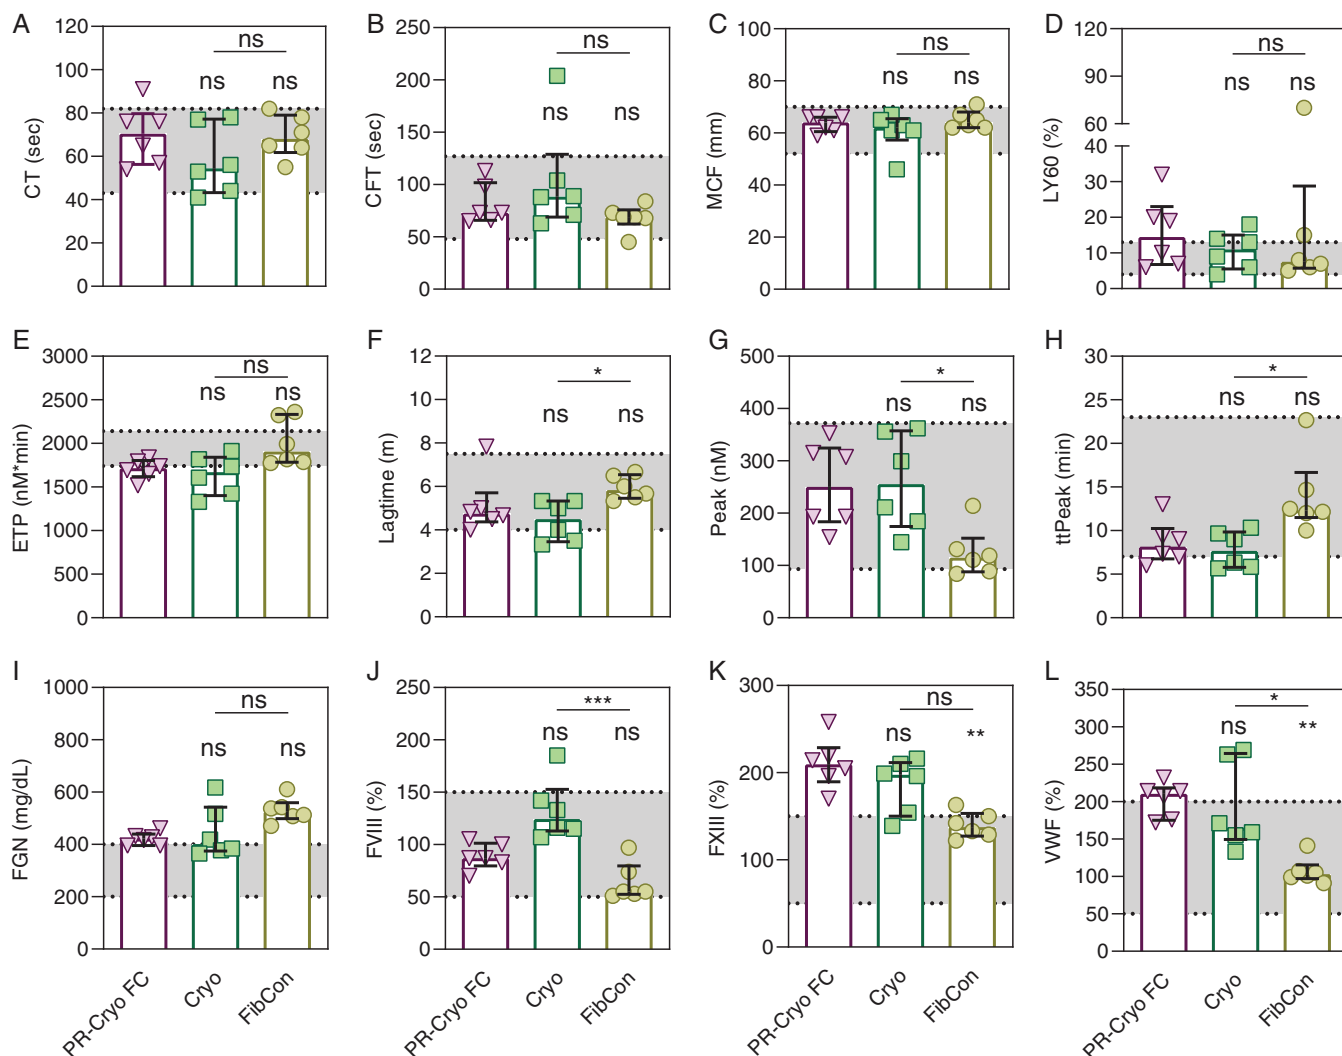 A
CT (sec)
120
100
80
60
40
20
0
ns
ns
ns
B
CFT (sec)
250
200
150
100
50
0
ns
ns
ns
C
MCF (mm)
100
80
60
40
20
0
ns
ns
ns
D
LY60 (%)
120
90
60
40
30
20
10
0
ns
ns
ns
E
ETP (nM*min)
3000
2500
2000
1500
1000
500
0
ns
ns
ns
F
Lagtime (m)
12
10
8
6
4
2
0
*
ns
ns
G
Peak (nM)
500
400
300
200
100
0
*
ns
ns
H
ttPeak (min)
30
25
20
15
10
5
0
*
ns
ns
I
FGN (mg/dL)
1000
800
600
400
200
0
ns
ns
ns
PR-Cryo FC
Cryo
FibCon
J
FVIII (%)
250
200
150
100
50
0
***
ns
ns
PR-Cryo FC
Cryo
FibCon
K
FXIII (%)
300
200
100
0
ns
ns
**
PR-Cryo FC
Cryo
FibCon
L
VWF (%)
350
300
250
200
150
100
50
0
*
ns
**
PR-Cryo FC
Cryo
FibCon